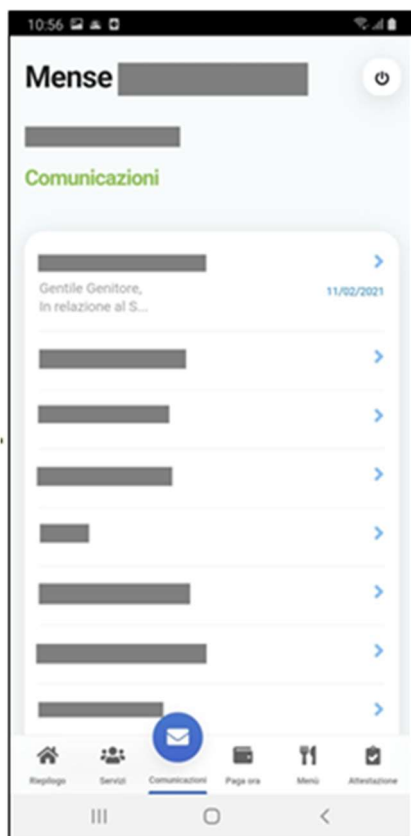 10:56
Mense
Comunicazioni
Gentile Genitore,
11/02/2021
In relazione al S...
Riepilogo
Servizi
Comunicazioni
Paga ora
Menù
Attestazione